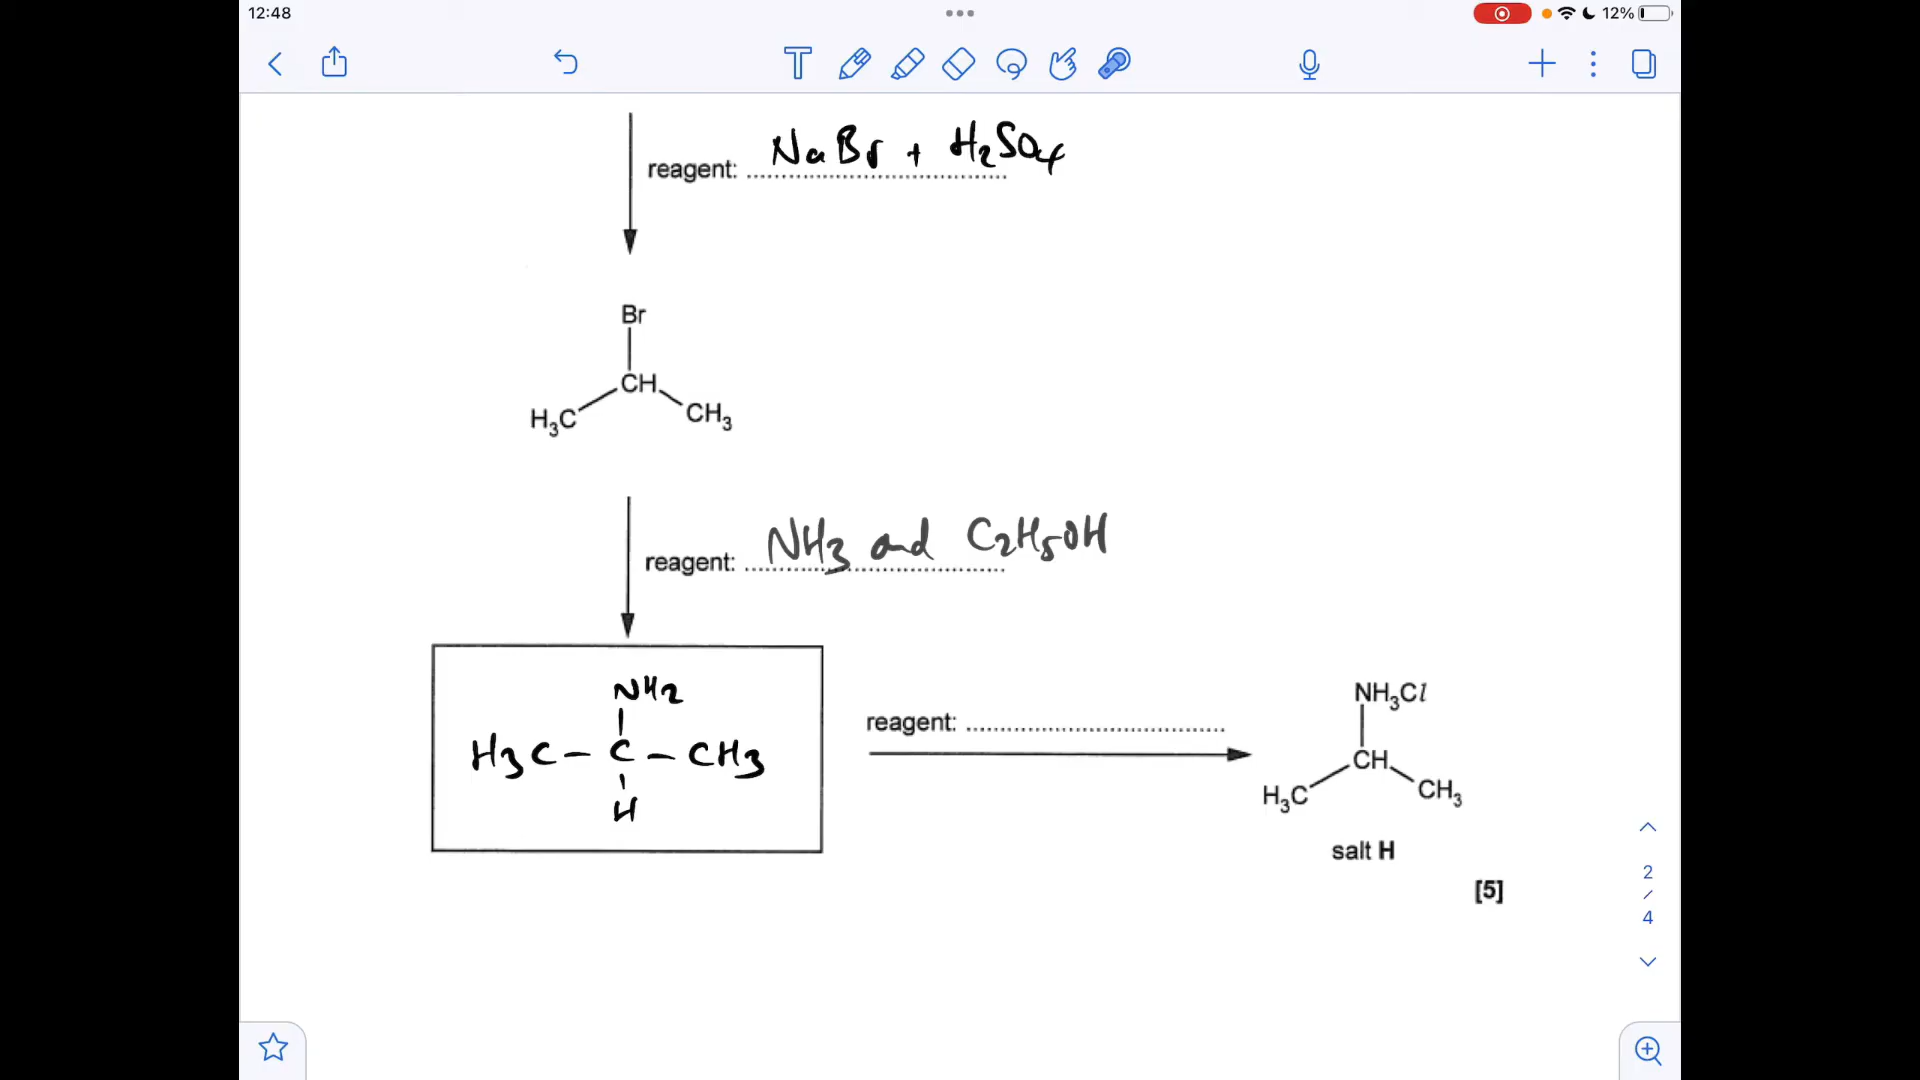 12:48
12%
T
reagent: NaBr + H₂SO₄
Br
CH
H₃C
CH₃
reagent: NH₃ and C₂H₅OH
NH₂
H₃C – C – CH₃
H
reagent: ........................................
NH₃Cl
CH
H₃C
CH₃
salt H
[5]
2
/
4